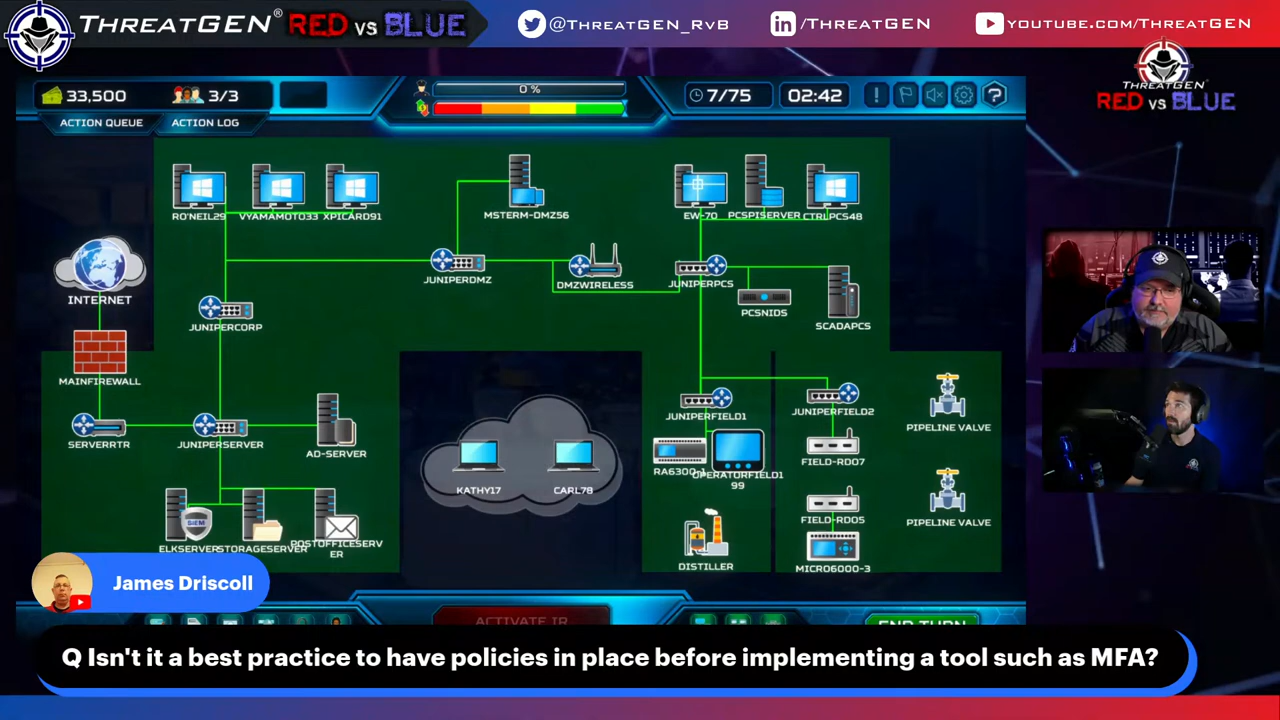 THREATGEN® RED vs BLUE
@THREATGEN_RvB
/THREATGEN
YOUTUBE.COM/THREATGEN
THREATGEN®
RED vs BLUE
33,500
3/3
0 %
7/75
02:42
ACTION QUEUE
ACTION LOG
RO'NEIL29
VYAMAMOTO33
XPICARD91
MSTERM-DMZ56
EW-70
PCSPISERVER
CTRLPCS48
INTERNET
JUNIPERDMZ
DMZWIRELESS
JUNIPERPCS
PCSNIDS
SCADAPCS
JUNIPERCORP
MAINFIREWALL
SERVERRTR
JUNIPERSERVER
AD-SERVER
KATHY17
CARL78
JUNIPERFIELD1
JUNIPERFIELD2
PIPELINE VALVE
RA6300-1
OPERATORFIELD1
99
FIELD-RD07
SIEM
ELKSERVER
STORAGESERVER
POSTOFFICESERV
ER
DISTILLER
FIELD-RD05
MICRO6000-3
PIPELINE VALVE
ACTIVATE IR
END TURN
James Driscoll
Q Isn't it a best practice to have policies in place before implementing a tool such as MFA?